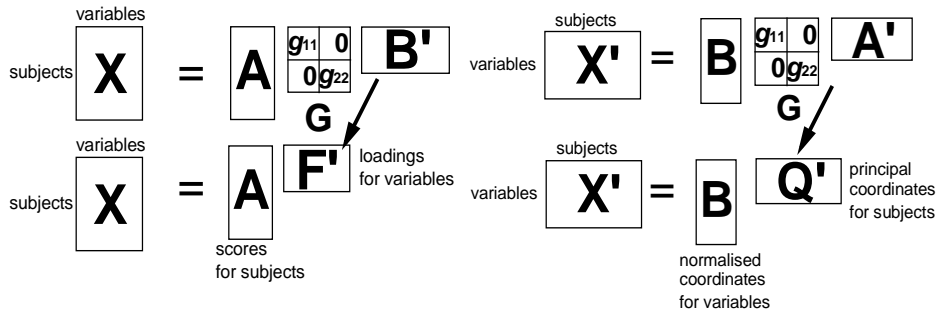 variables
subjects
X
=
A
g11 0
0 g22
G
B'
variables
subjects
X
=
A
F'
loadings
for variables
scores
for subjects
subjects
variables
X'
=
B
g11 0
0 g22
G
A'
subjects
variables
X'
=
B
Q'
principal
coordinates
for subjects
normalised
coordinates
for variables